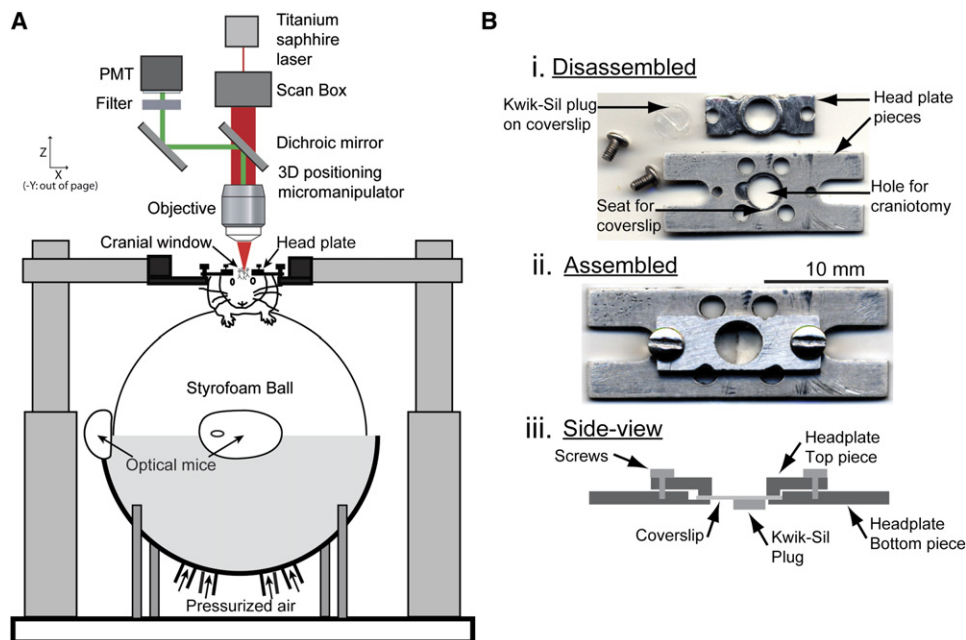 A
Titanium
saphhire
laser
PMT
Filter
Scan Box
Dichroic mirror
Z
X
(-Y: out of page)
3D positioning
micromanipulator
Objective
Cranial window
Head plate
Styrofoam Ball
Optical mice
Pressurized air
B
i. Disassembled
Kwik-Sil plug
on coverslip
Head plate
pieces
Hole for
craniotomy
Seat for
coverslip
ii. Assembled
10 mm
iii. Side-view
Screws
Headplate
Top piece
Coverslip
Kwik-Sil
Plug
Headplate
Bottom piece